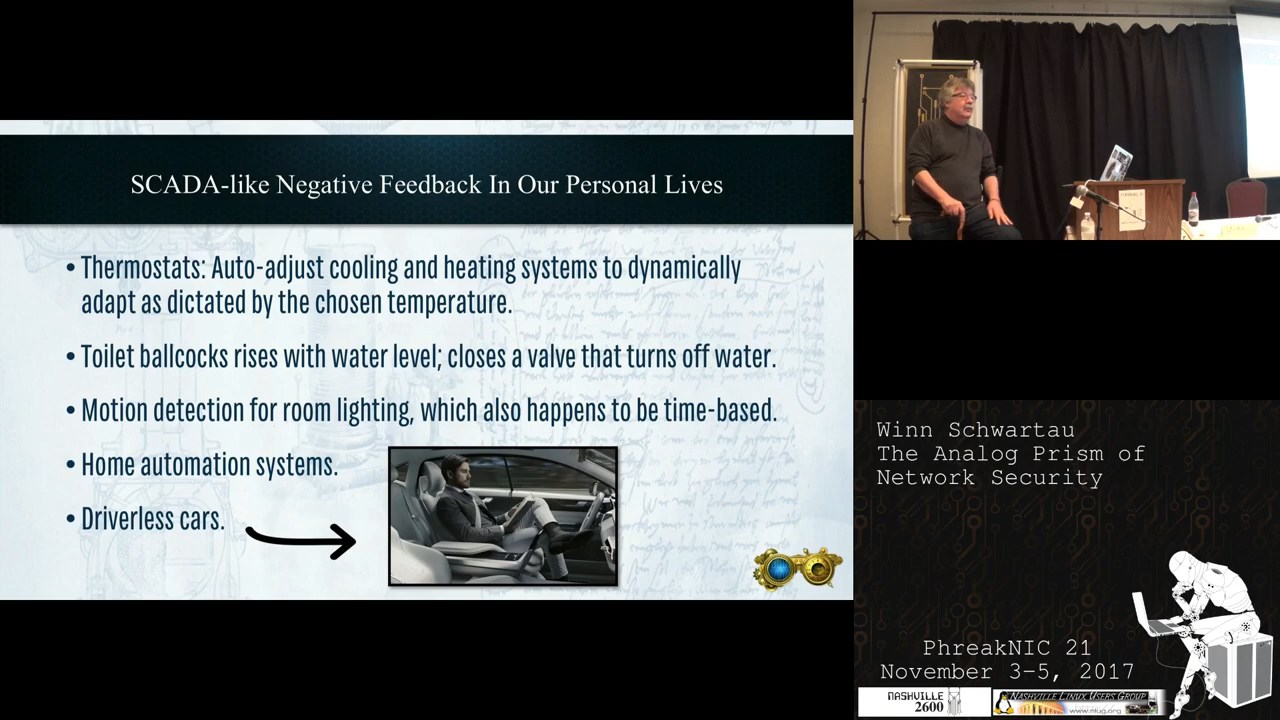 SCADA-like Negative Feedback In Our Personal Lives
• Thermostats: Auto-adjust cooling and heating systems to dynamically
adapt as dictated by the chosen temperature.
• Toilet ballcocks rises with water level; closes a valve that turns off water.
• Motion detection for room lighting, which also happens to be time-based.
• Home automation systems.
• Driverless cars.
Winn Schwartau
The Analog Prism of
Network Security
PhreakNIC 21
November 3-5, 2017
NASHVILLE
2600
NASHVILLE LINUX USERS GROUP
www.nlug.org